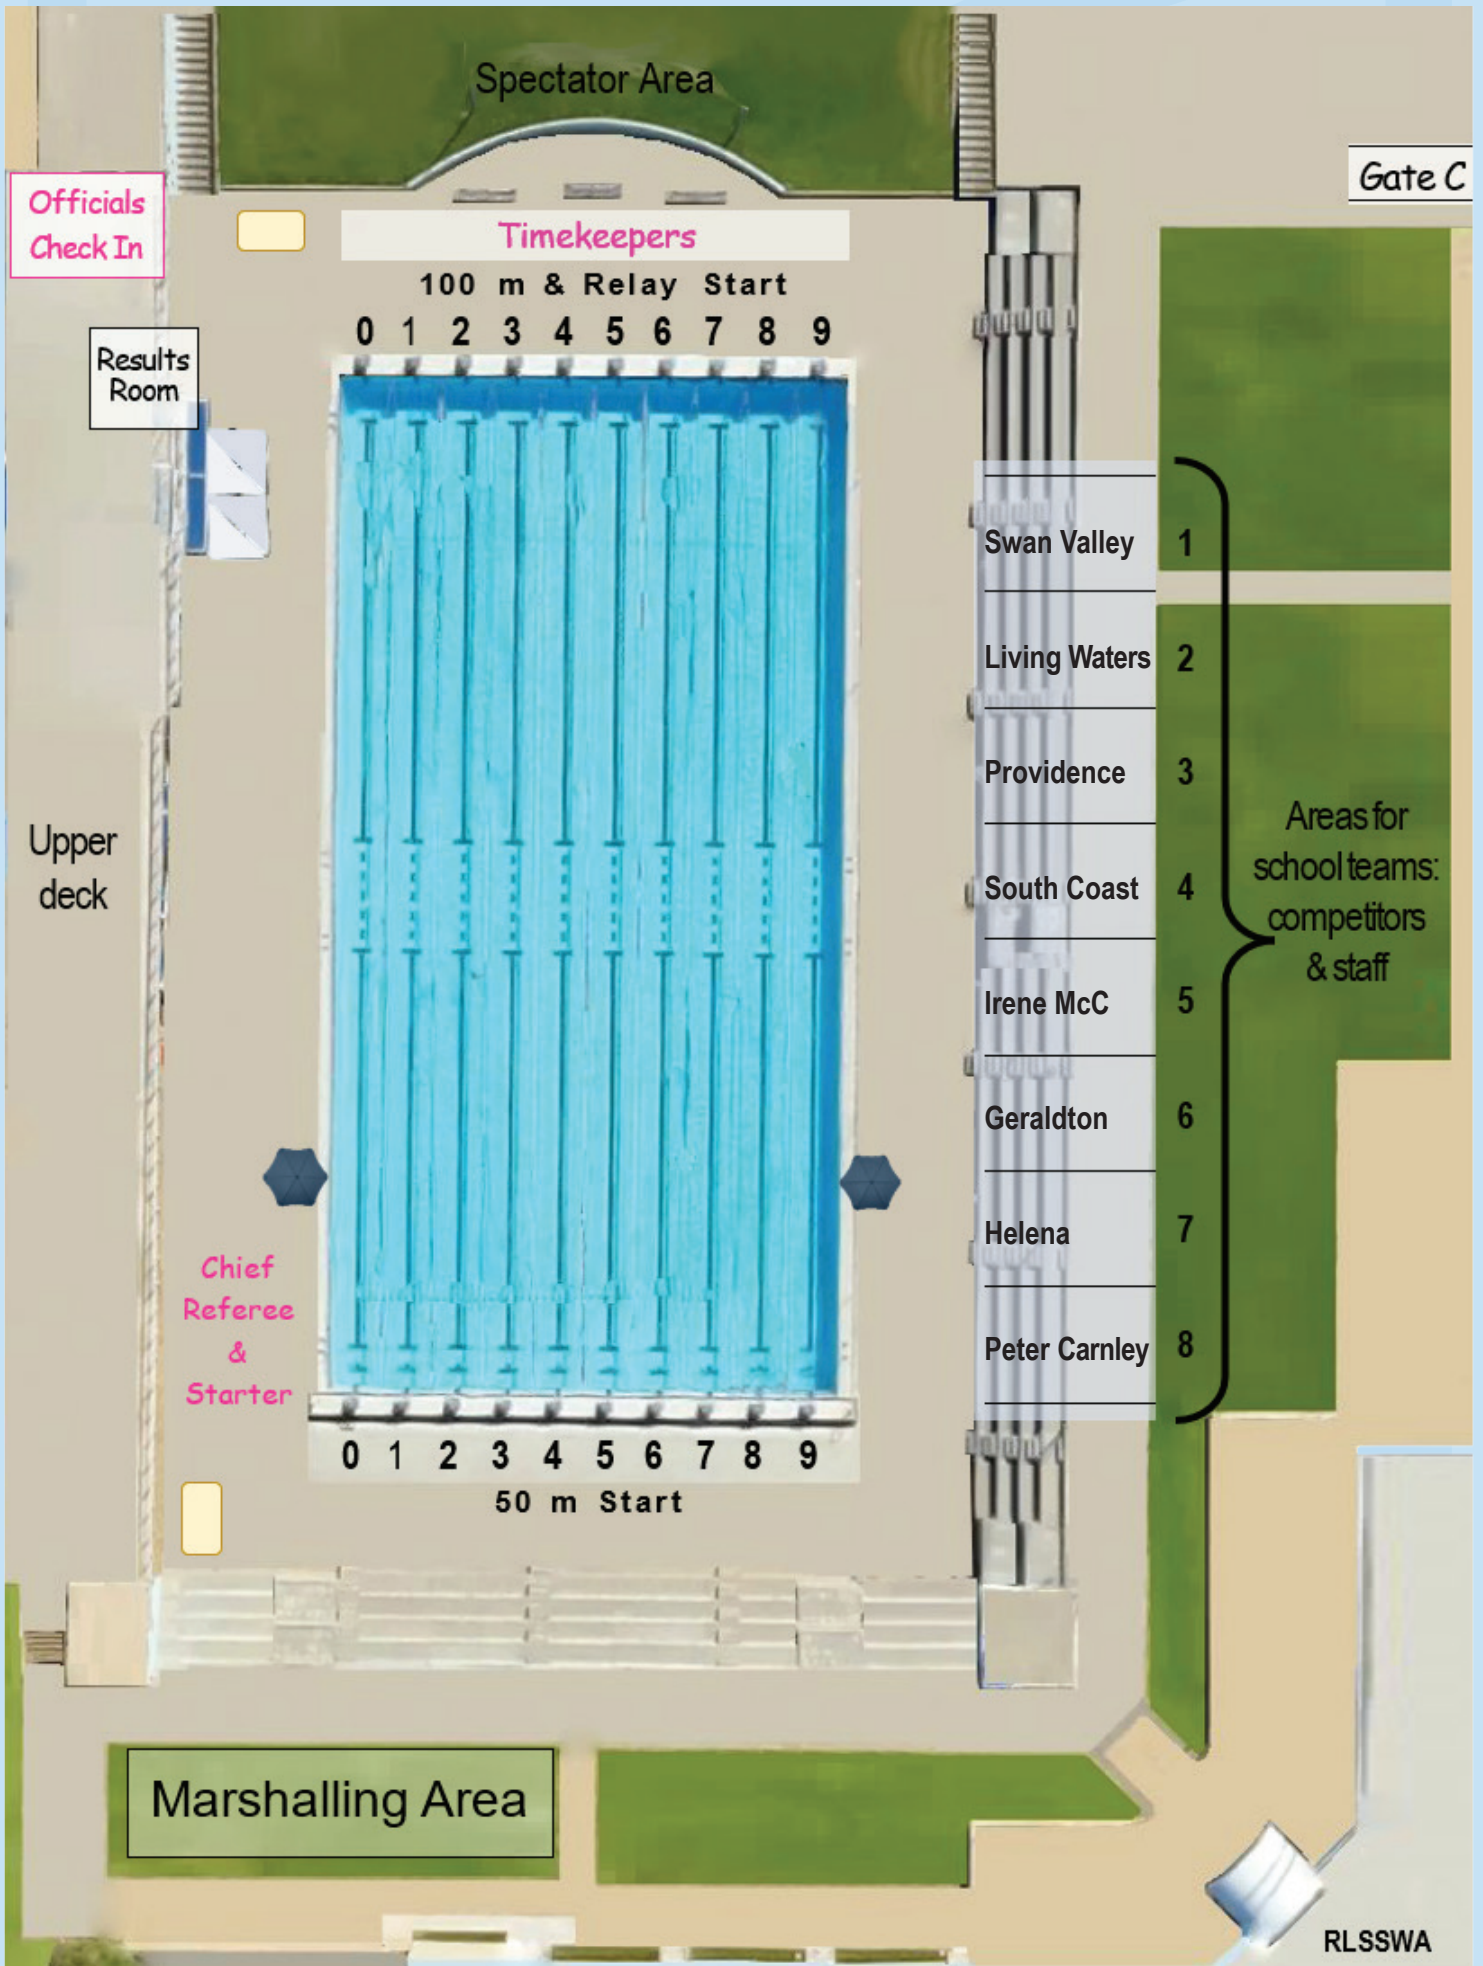 Spectator Area
Gate C
Officials
Check In
Timekeepers
100 m & Relay Start
0 1 2 3 4 5 6 7 8 9
Results
Room
Swan Valley 1
Living Waters 2
Providence 3
South Coast 4
Irene McC 5
Geraldton 6
Helena 7
Peter Carnley 8
Areas for
school teams:
competitors
& staff
Upper
deck
Chief
Referee
&
Starter
0 1 2 3 4 5 6 7 8 9
50 m Start
Marshalling Area
RLSSWA